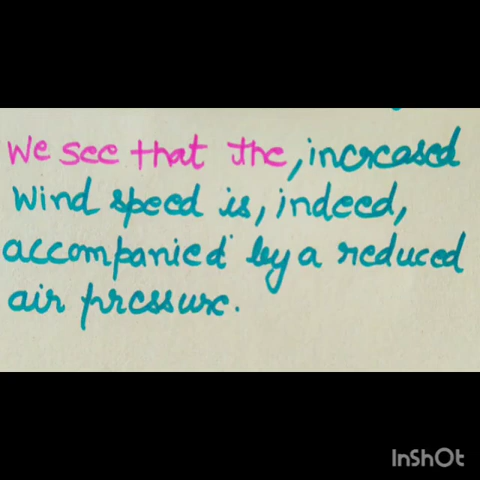 We see that the, increased
wind speed is, indeed,
accompanied by a reduced
air pressure.
InShOt